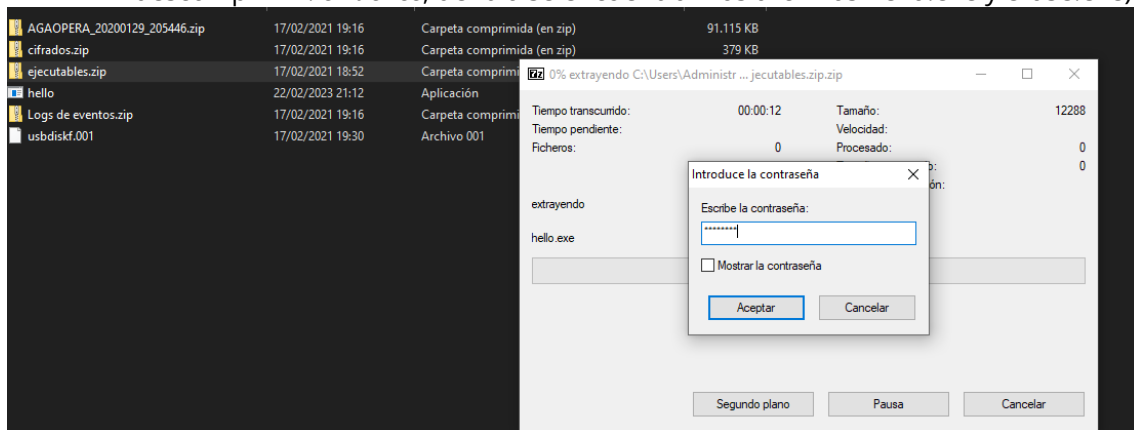 AGAOPERA_20200129_205446.zip 17/02/2021 19:16 Carpeta comprimida (en zip) 91.115 KB
cifrados.zip 17/02/2021 19:16 Carpeta comprimida (en zip) 379 KB
ejecutables.zip 17/02/2021 18:52 Carpeta comprimi
hello 22/02/2023 21:12 Aplicación
Logs de eventos.zip 17/02/2021 19:16 Carpeta comprimi
usbdiskf.001 17/02/2021 19:30 Archivo 001
7z 0% extrayendo C:\Users\Administr ... jecutables.zip.zip
Tiempo transcurrido: 00:00:12 Tamaño: 12288
Tiempo pendiente: Velocidad:
Ficheros: 0 Procesado: 0
o: 0
ón:
extrayendo
hello.exe
Introduce la contraseña
Escribe la contraseña:
********
Mostrar la contraseña
Aceptar Cancelar
Segundo plano Pausa Cancelar